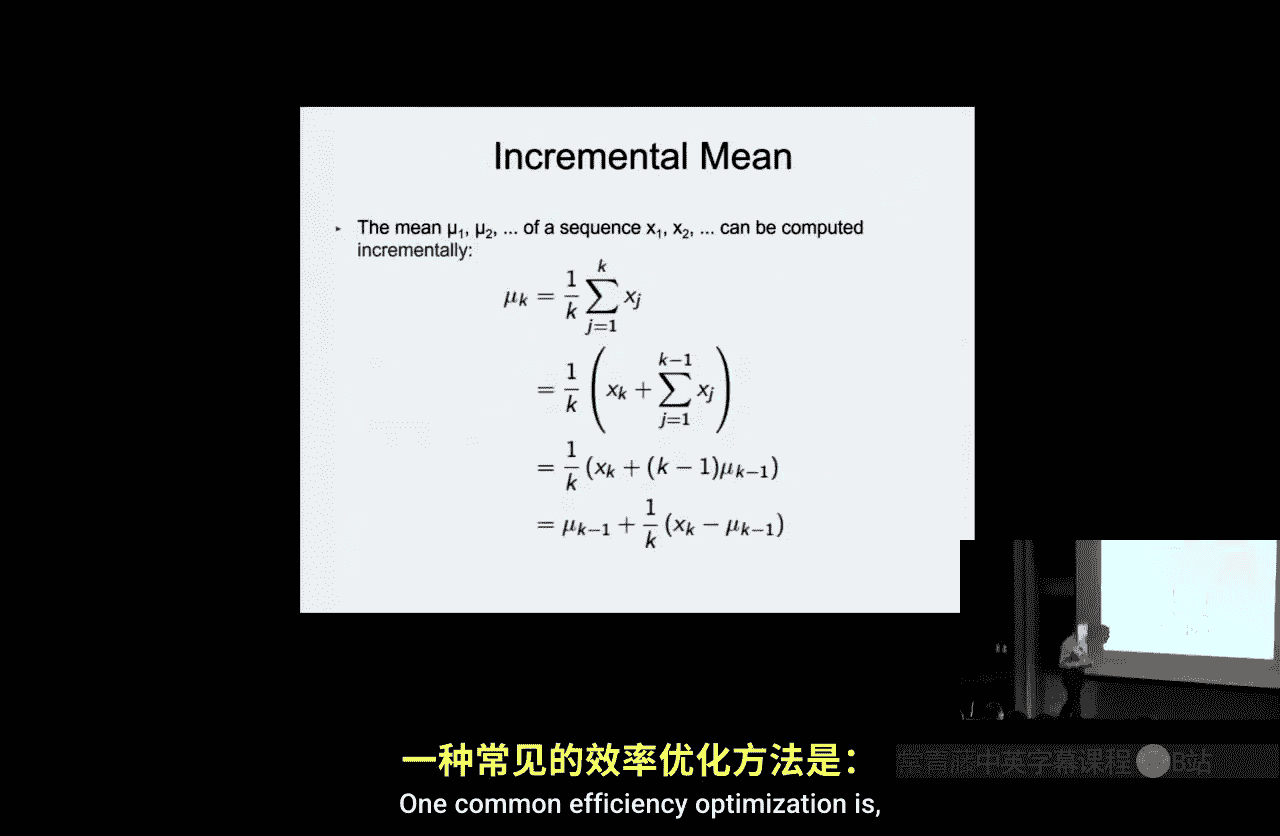 Incremental Mean
‣ The mean μ₁, μ₂, ... of a sequence x₁, x₂, ... can be computed
incrementally:
μₖ = 1/k ∑_{j=1}^{k} xⱼ
= 1/k (xₖ + ∑_{j=1}^{k−1} xⱼ)
= 1/k (xₖ + (k − 1)μₖ₋₁)
= μₖ₋₁ + 1/k (xₖ − μₖ₋₁)
一种常见的效率优化方法是：
中英字幕课程 B站
One common efficiency optimization is,